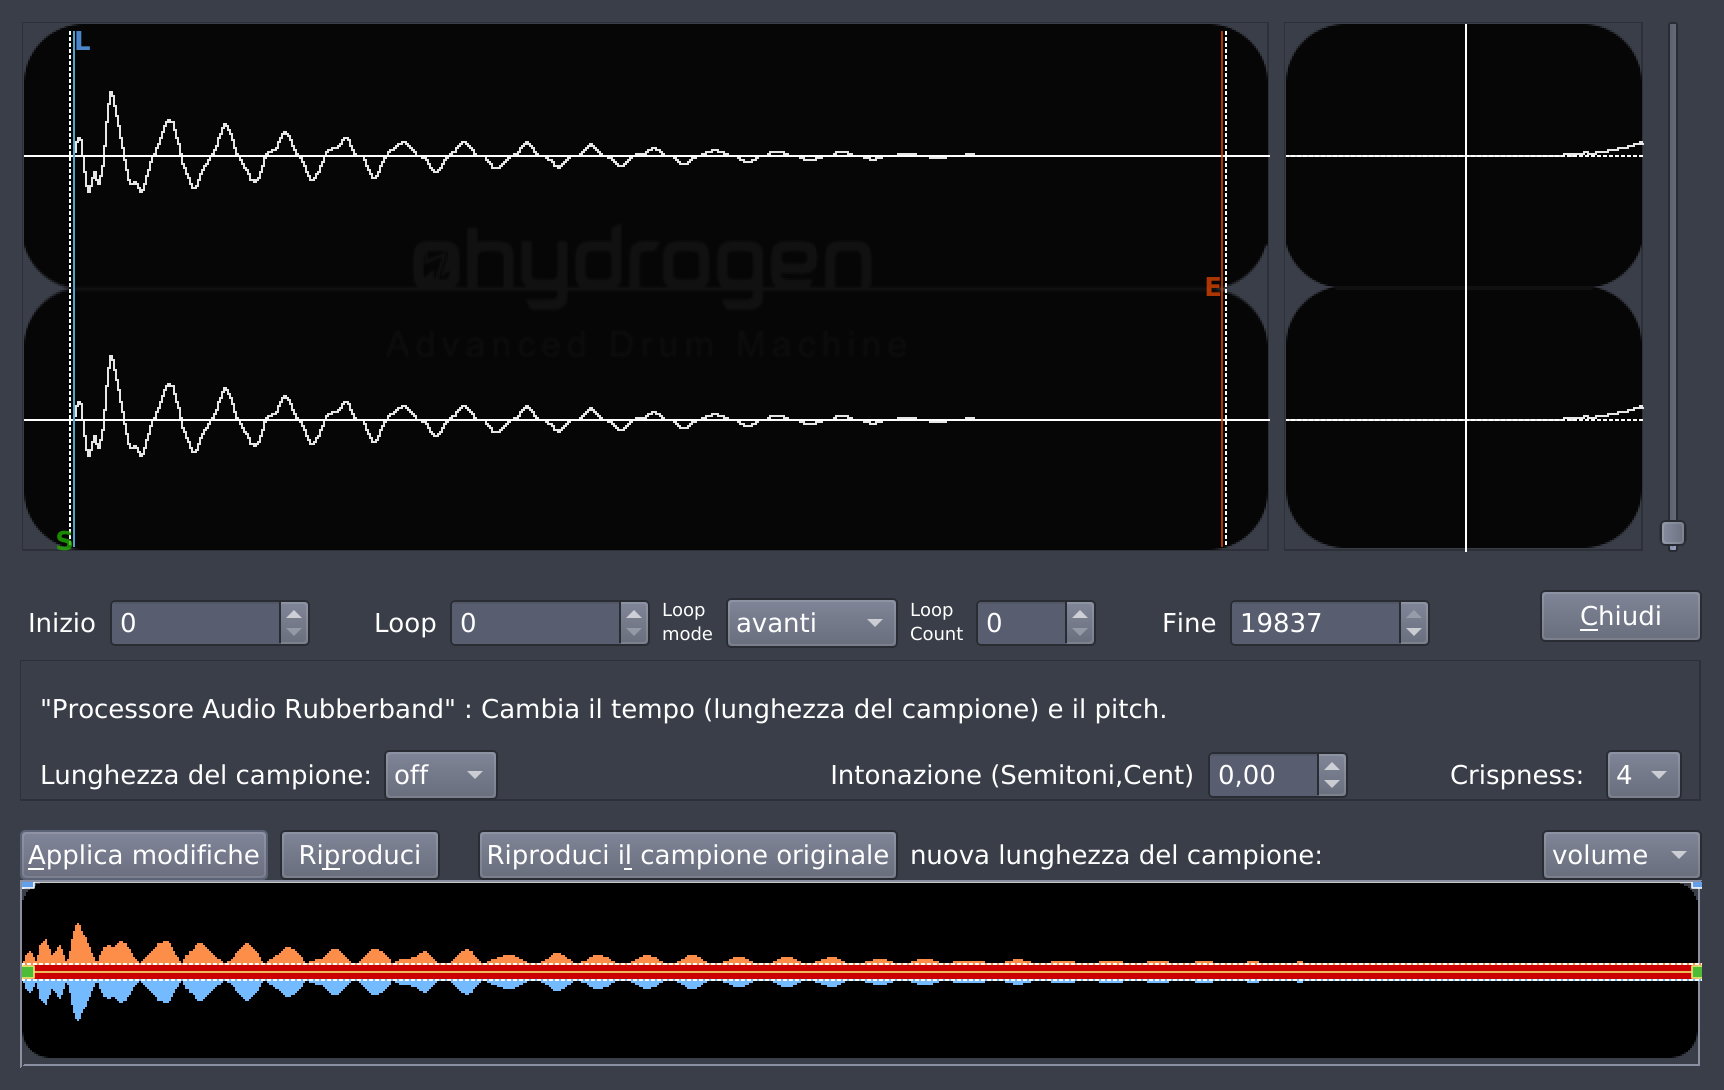 L
hydrogen
Advanced Drum Machine
E
S
Inizio 0 Loop 0 Loop mode avanti Loop Count 0 Fine 19837 Chiudi
"Processore Audio Rubberband" : Cambia il tempo (lunghezza del campione) e il pitch.
Lunghezza del campione: off Intonazione (Semitoni,Cent) 0,00 Crispness: 4
Applica modifiche Riproduci Riproduci il campione originale nuova lunghezza del campione: volume